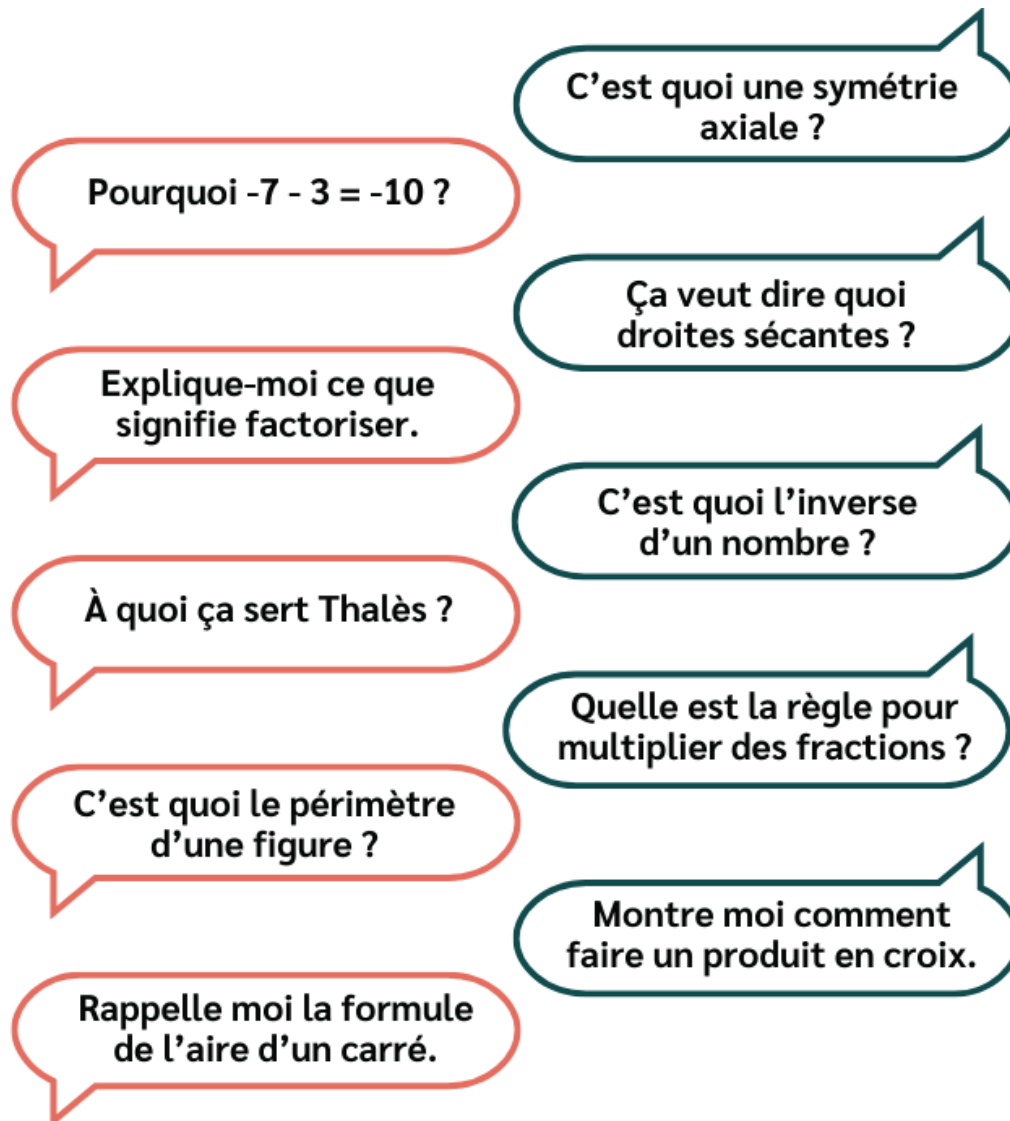 C'est quoi une symétrie
axiale ?
Pourquoi -7 - 3 = -10 ?
Ça veut dire quoi
droites sécantes ?
Explique-moi ce que
signifie factoriser.
C'est quoi l'inverse
d'un nombre ?
À quoi ça sert Thalès ?
Quelle est la règle pour
multiplier des fractions ?
C'est quoi le périmètre
d'une figure ?
Montre moi comment
faire un produit en croix.
Rappelle moi la formule
de l'aire d'un carré.